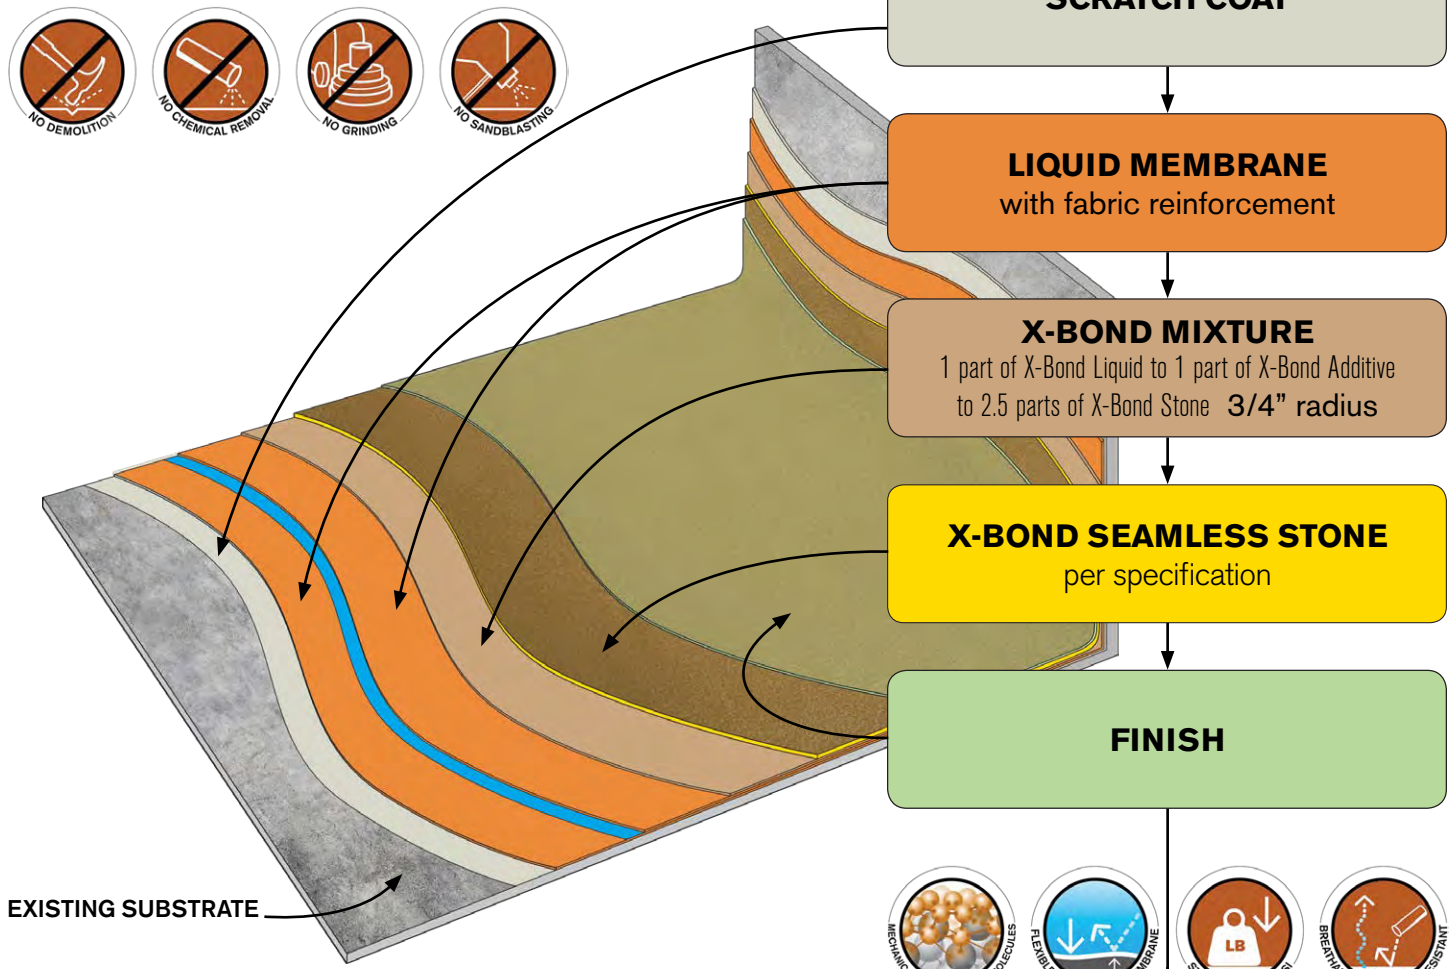 SCRATCH COAT
NO DEMOLITION
NO CHEMICAL REMOVAL
NO GRINDING
NO SANDBLASTING
LIQUID MEMBRANE
with fabric reinforcement
X-BOND MIXTURE
1 part of X-Bond Liquid to 1 part of X-Bond Additive
to 2.5 parts of X-Bond Stone 3/4” radius
X-BOND SEAMLESS STONE
per specification
FINISH
EXISTING SUBSTRATE
LB